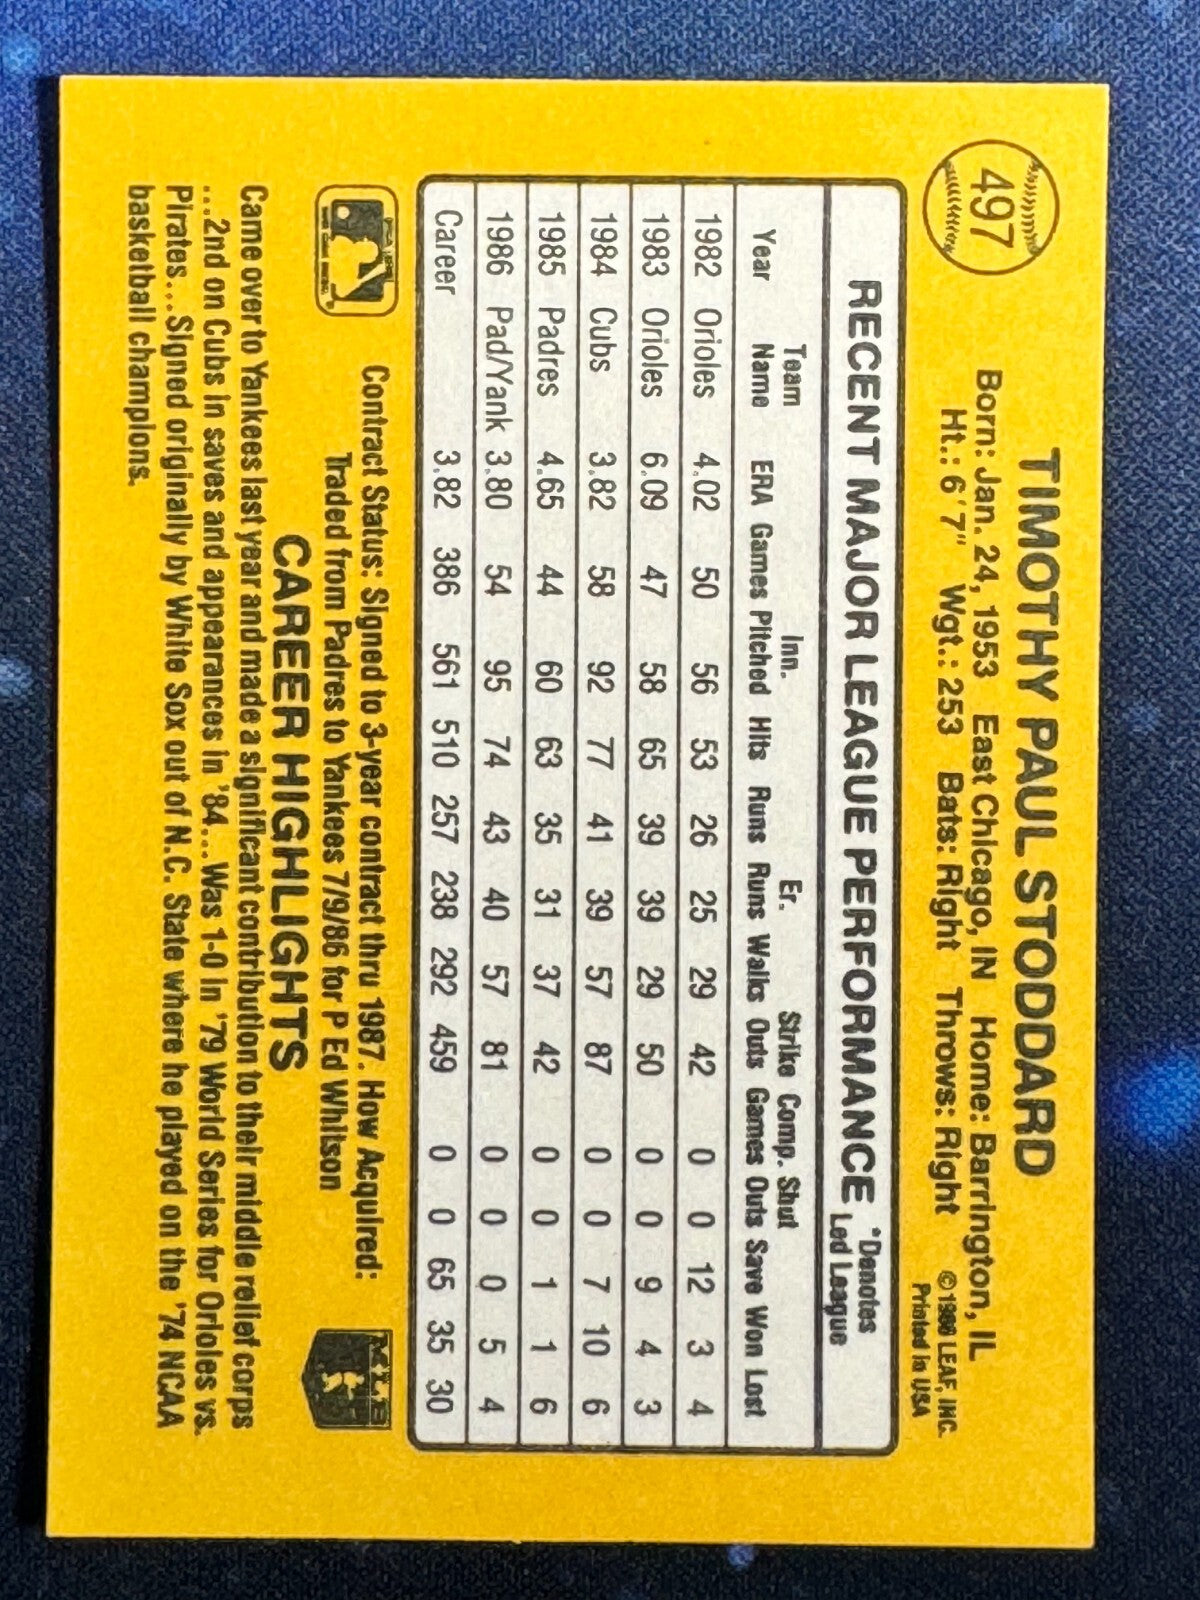 497
TIMOTHY PAUL STODDARD
Born: Jan. 24, 1953 East Chicago, IN Home: Barrington, IL
Ht.: 6'7" Wgt.: 253 Bats: Right Throws: Right
© 1986 LEAF, INC.
Printed in USA
RECENT MAJOR LEAGUE PERFORMANCE *Denotes Led League
Year Team Name ERA Games Inn. Pitched Hits Runs Er. Runs Walks Strike Outs Comp. Games Shut Outs Save Won Lost
1982 Orioles 4.02 50 56 53 26 25 29 42 0 0 12 3 4
1983 Orioles 6.09 47 58 65 39 39 29 50 0 0 9 4 3
1984 Cubs 3.82 58 92 77 41 39 57 87 0 0 7 10 6
1985 Padres 4.65 44 60 63 35 31 37 42 0 0 1 1 6
1986 Pad/Yank 3.80 54 95 74 43 40 57 81 0 0 0 5 4
Career 3.82 386 561 510 257 238 292 459 0 0 65 35 30
Contract Status: Signed to 3-year contract thru 1987. How Acquired:
Traded from Padres to Yankees 7/9/86 for P Ed Whitson
CAREER HIGHLIGHTS
Came over to Yankees last year and made a significant contribution to their middle relief corps
...2nd on Cubs in saves and appearances in '84...Was 1-0 in '79 World Series for Orioles vs.
Pirates...Signed originally by White Sox out of N.C. State where he played on the '74 NCAA
basketball champions.